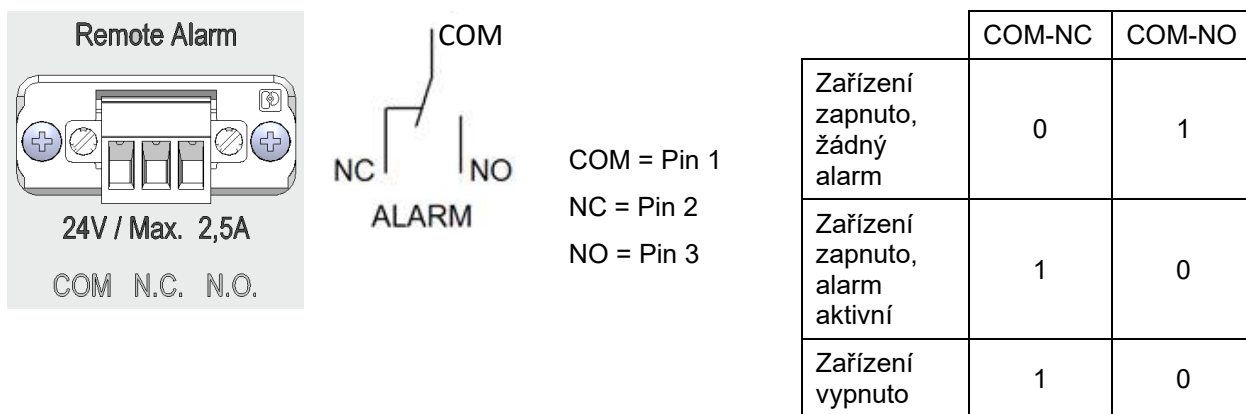 Remote Alarm
24V / Max. 2,5A
COM N.C. N.O.
COM
NC
NO
ALARM
COM = Pin 1
NC = Pin 2
NO = Pin 3
COM-NC COM-NO
Zařízení
zapnuto,
žádný
alarm
0 1
Zařízení
zapnuto,
alarm
aktivní
1 0
Zařízení
vypnuto
1 0